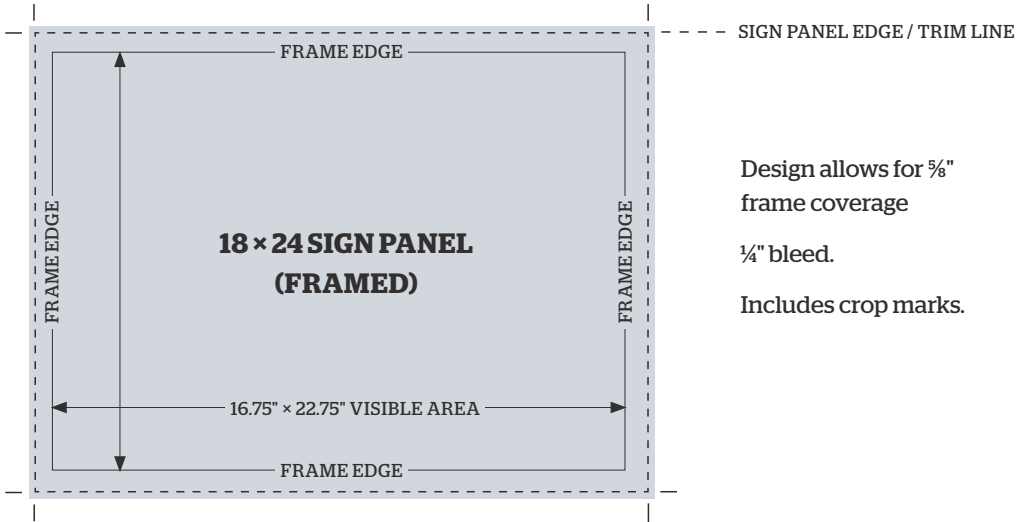 FRAME EDGE
SIGN PANEL EDGE / TRIM LINE
Design allows for ⅝"
frame coverage
¼" bleed.
Includes crop marks.
FRAME EDGE
FRAME EDGE
18 × 24 SIGN PANEL
(FRAMED)
16.75" × 22.75" VISIBLE AREA
FRAME EDGE